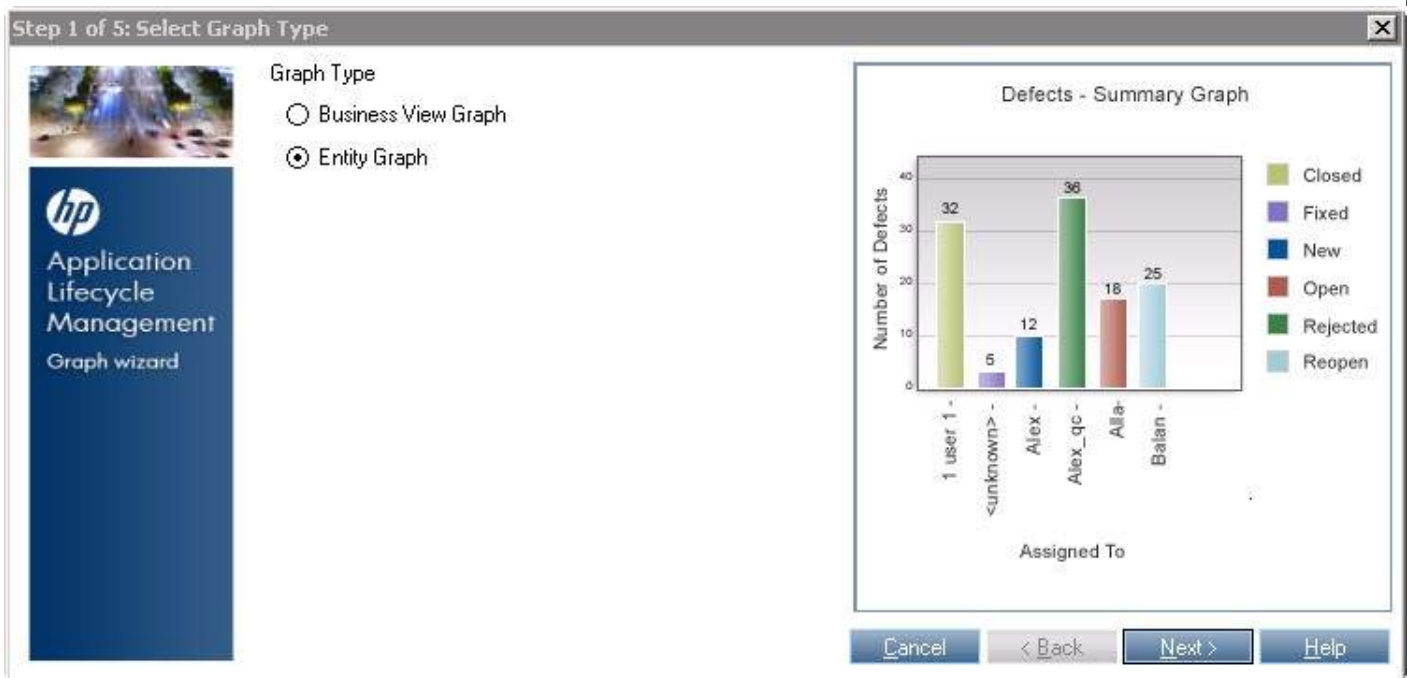 Step 1 of 5: Select Graph Type
Graph Type
Business View Graph
Entity Graph
hp
Application
Lifecycle
Management
Graph wizard
Defects - Summary Graph
Number of Defects
40
30
20
10
0
32
5
12
36
18
25
1 user 1 -
<unknown> -
Alex -
Alex_qc -
Alla-
Balan -
Assigned To
Closed
Fixed
New
Open
Rejected
Reopen
Cancel
< Back
Next >
Help